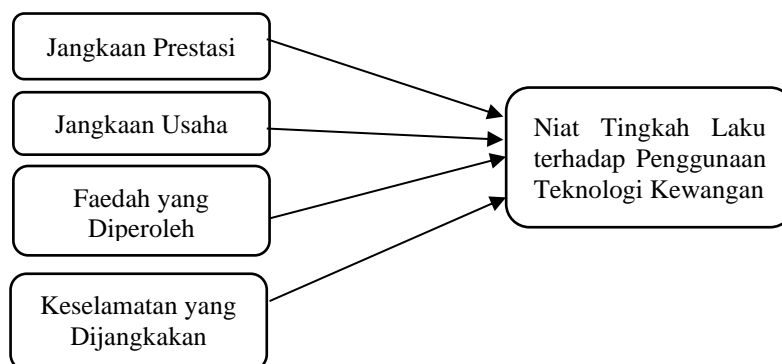 Jangkaan Prestasi
Jangkaan Usaha
Faedah yang
Diperoleh
Keselamatan yang
Dijangkakan
Niat Tingkah Laku
terhadap Penggunaan
Teknologi Kewangan